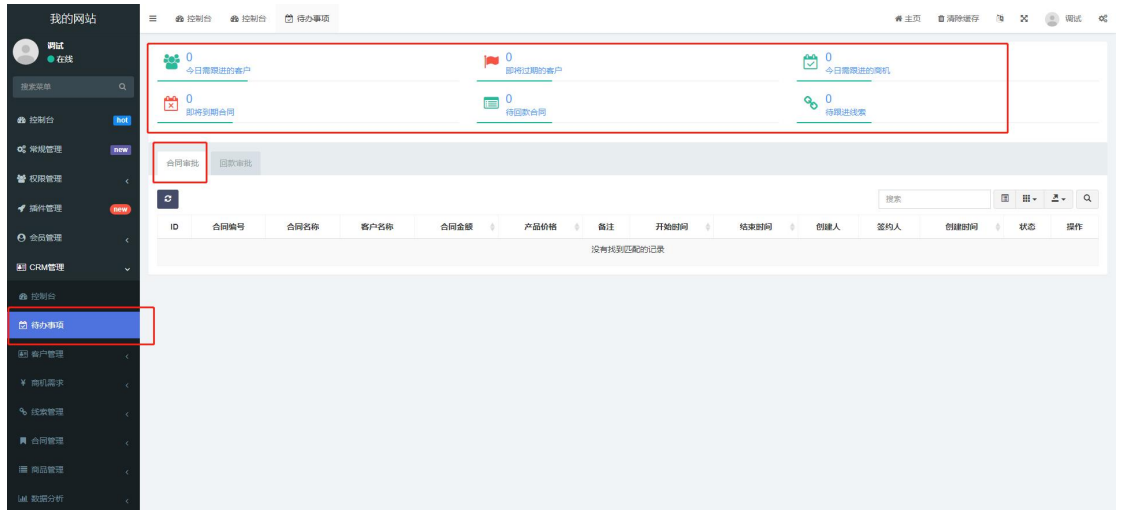 我的网站
控制台
控制台
待办事项
主页
清除缓存
调试
调试
在线
搜索菜单
控制台
hot
常规管理
new
权限管理
插件管理
new
会员管理
CRM管理
控制台
待办事项
客户管理
商机需求
线索管理
合同管理
商品管理
数据分析
0
今日需跟进的客户
0
即将过期的客户
0
今日需跟进的商机
0
即将到期合同
0
待回款合同
0
待跟进线索
合同审批
回款审批
搜索
ID 合同编号 合同名称 客户名称 合同金额 产品价格 备注 开始时间 结束时间 创建人 签约人 创建时间 状态 操作
没有找到匹配的记录